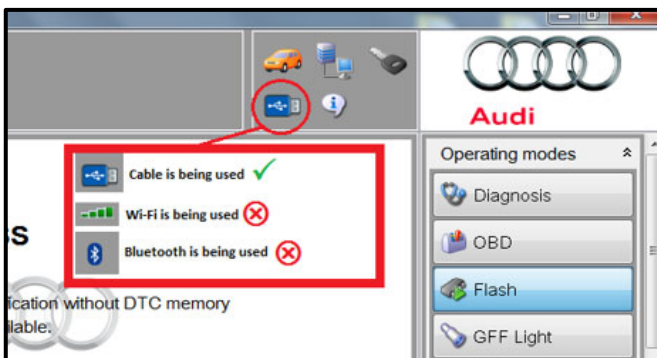 Audi
Cable is being used
Wi-Fi is being used
Bluetooth is being used
ication without DTC memory
ilable:
Operating modes
Diagnosis
OBD
Flash
GFF Light